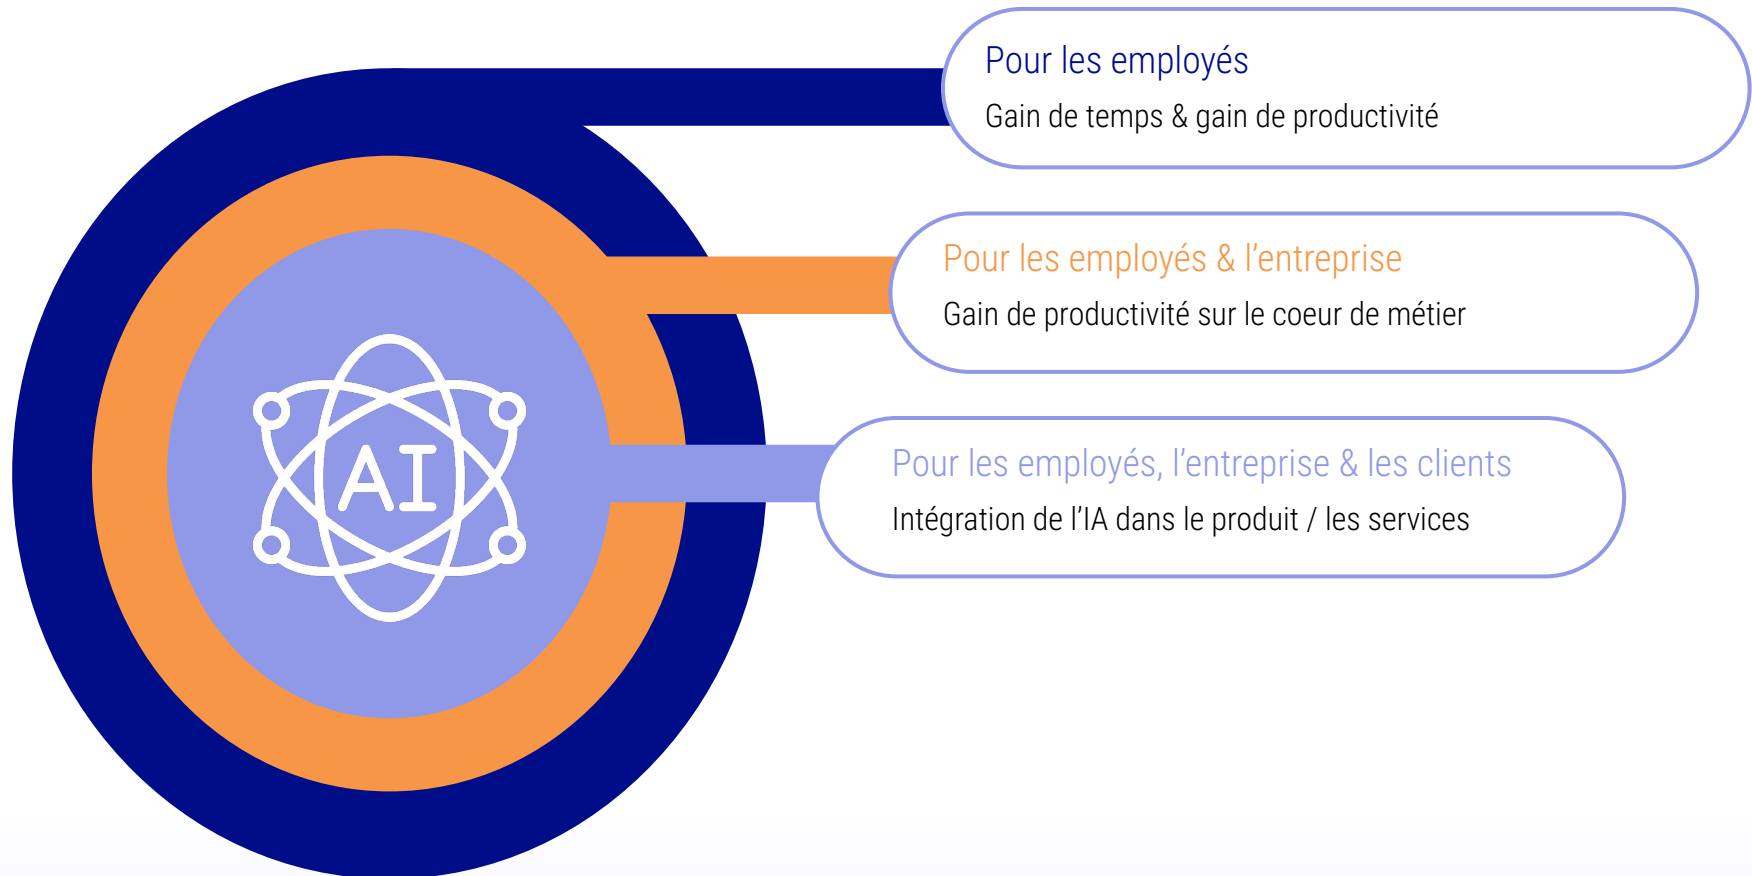 Pour les employés
Gain de temps & gain de productivité
Pour les employés & l’entreprise
Gain de productivité sur le coeur de métier
AI
Pour les employés, l’entreprise & les clients
Intégration de l’IA dans le produit / les services